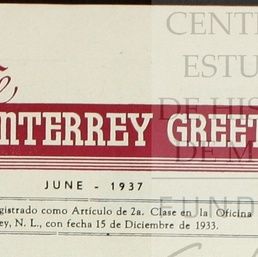 CENT
ESTU
DE HIS
NTERREY GREET
DE M
JUNE - 1937
gistrado como Artículo de 2a. Clase en la Oficina
ey, N. L., con fecha 15 de Diciembre de 1933.
FUND